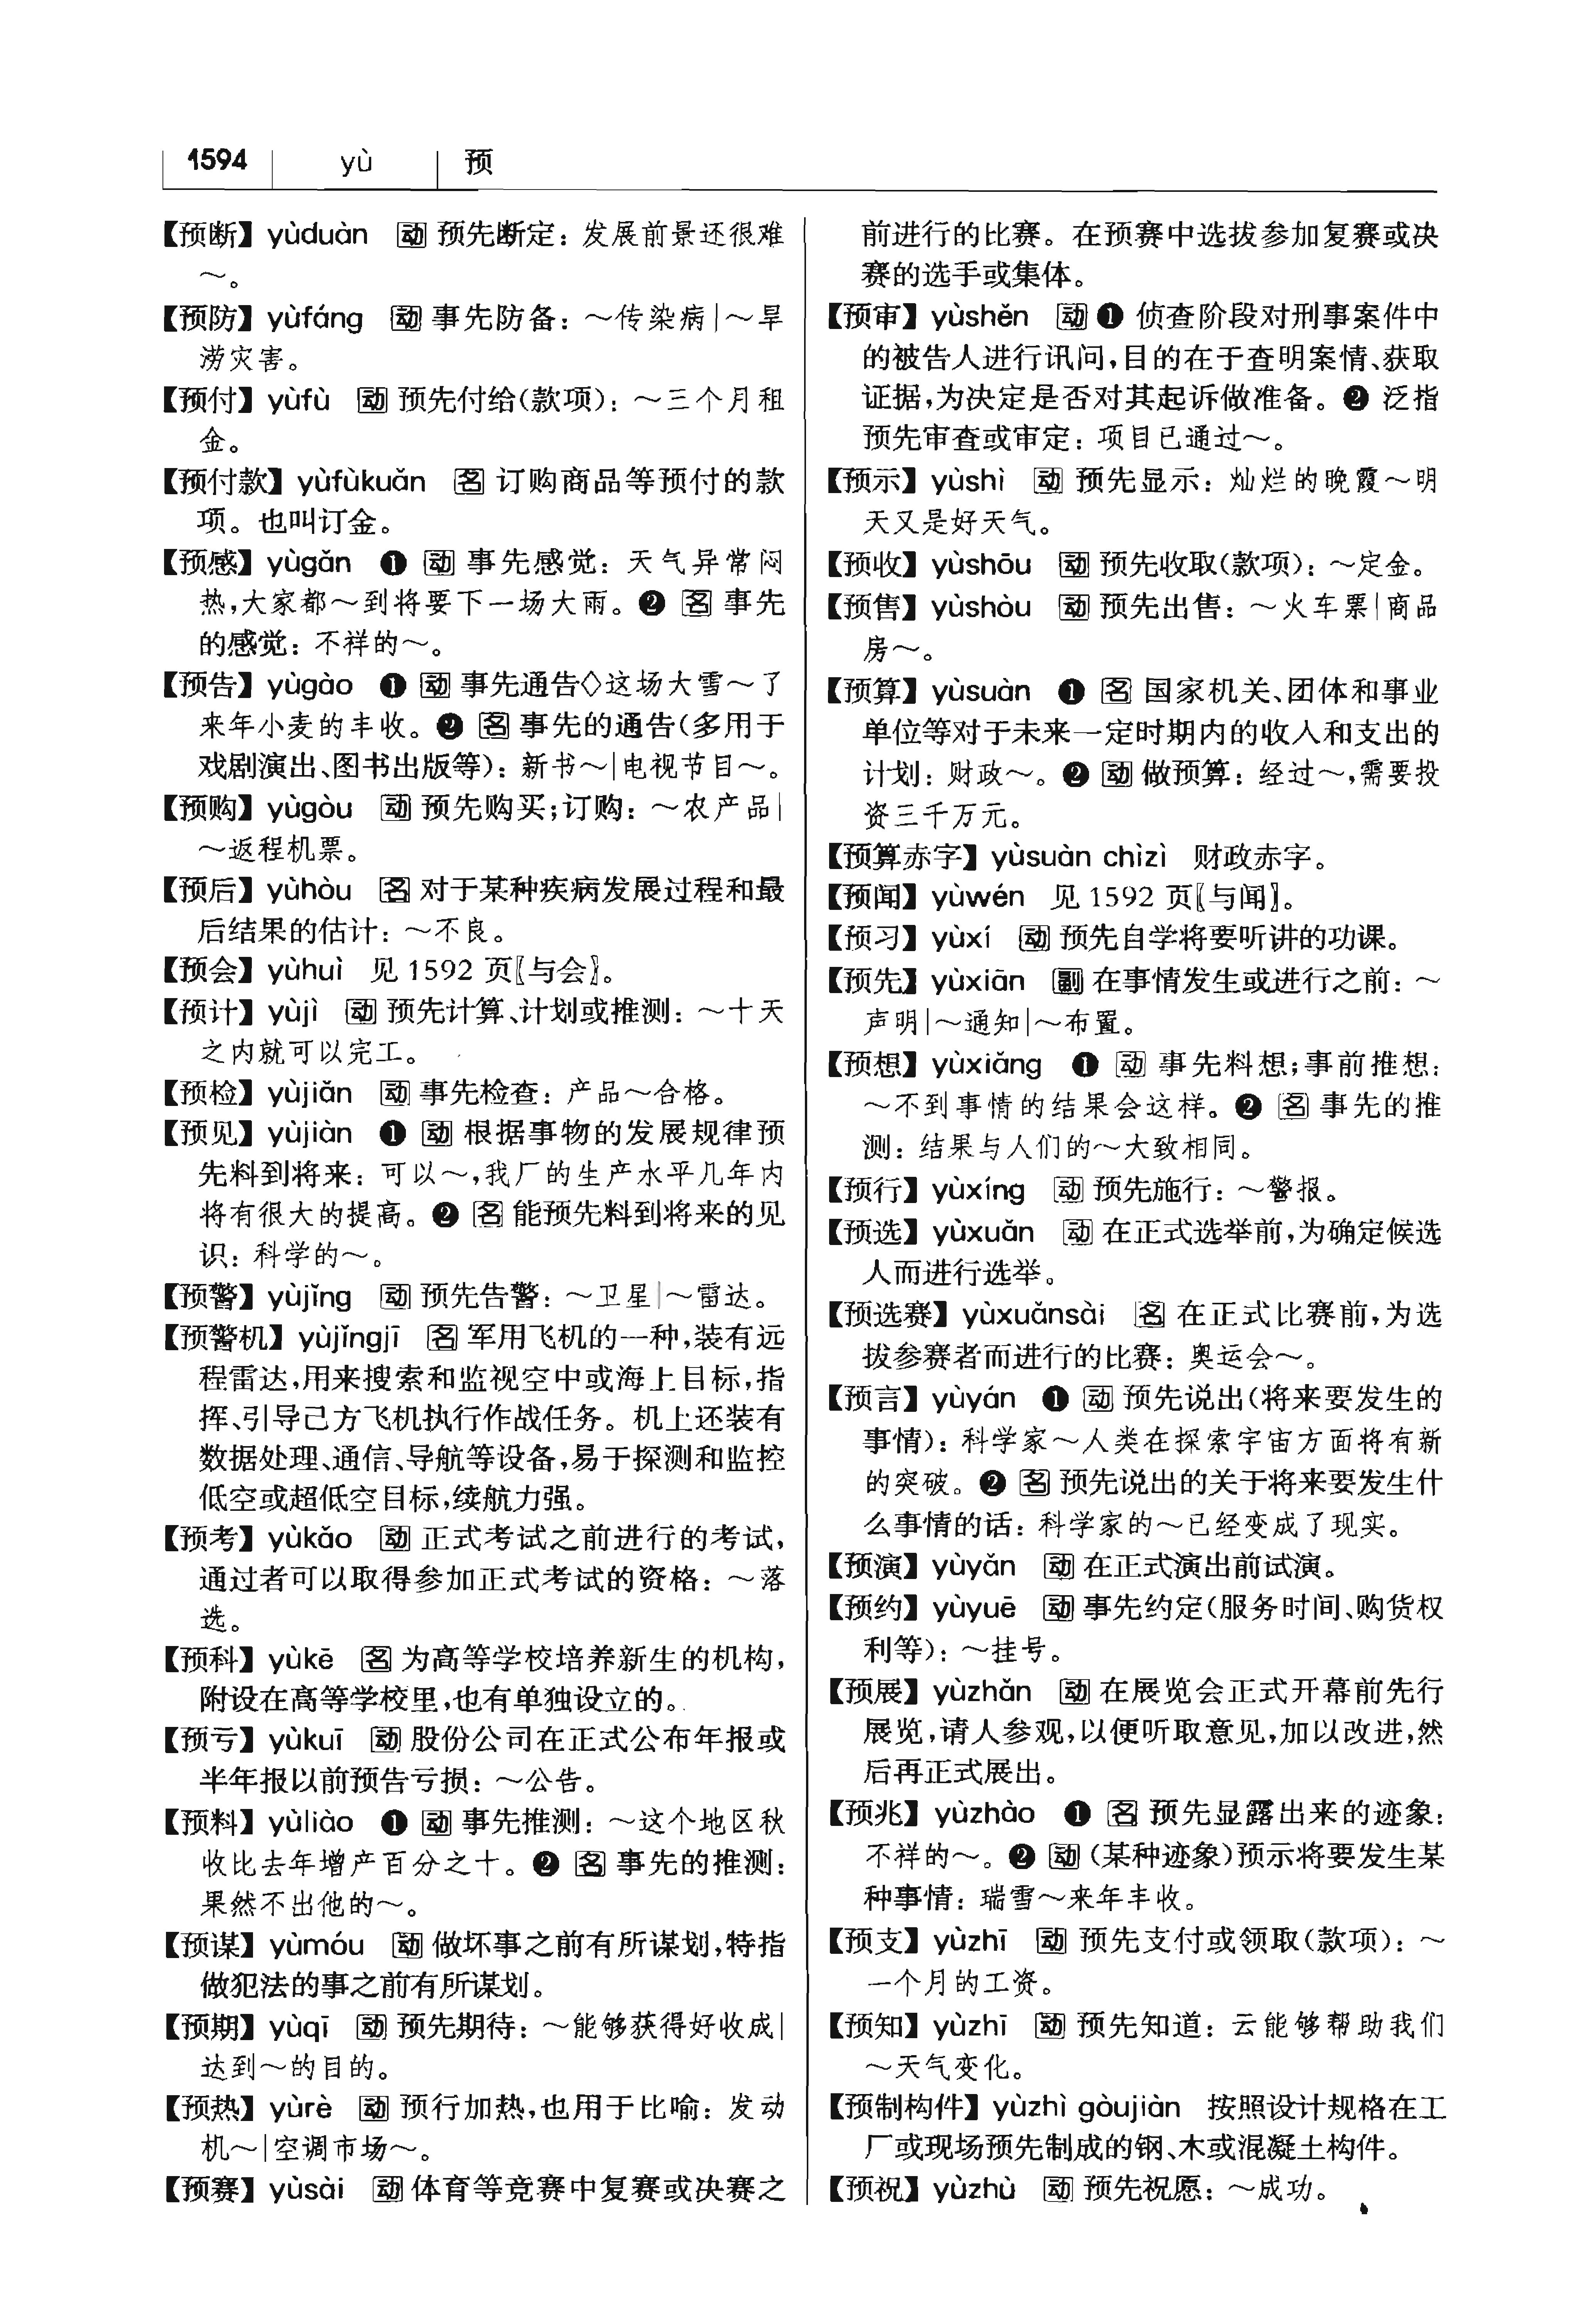 1594 yù 预
【预断】 yùduàn 动 预先断定：发展前景还很难
～。
【预防】 yùfáng 动 事先防备：～传染病|～旱
涝灾害。
【预付】 yùfù 动 预先付给(款项)：～三个月租
金。
【预付款】 yùfùkuǎn 名 订购商品等预付的款
项。也叫订金。
【预感】 yùgǎn ❶ 动 事先感觉：天气异常闷
热,大家都～到将要下一场大雨。❷ 名 事先
的感觉：不祥的～。
【预告】 yùgào ❶ 动 事先通告◇这场大雪～了
来年小麦的丰收。❷ 名 事先的通告(多用于
戏剧演出、图书出版等)：新书～|电视节目～。
【预购】 yùgòu 动 预先购买;订购：～农产品|
～返程机票。
【预后】 yùhòu 名 对于某种疾病发展过程和最
后结果的估计：～不良。
【预会】 yùhuì 见 1592 页〖与会〗。
【预计】 yùjì 动 预先计算、计划或推测：～十天
之内就可以完工。
【预检】 yùjiǎn 动 事先检查：产品～合格。
【预见】 yùjiàn ❶ 动 根据事物的发展规律预
先料到将来：可以～,我厂的生产水平几年内
将有很大的提高。❷ 名 能预先料到将来的见
识：科学的～。
【预警】 yùjǐng 动 预先告警：～卫星|～雷达。
【预警机】 yùjǐngjī 名 军用飞机的一种,装有远
程雷达,用来搜索和监视空中或海上目标,指
挥、引导己方飞机执行作战任务。机上还装有
数据处理、通信、导航等设备,易于探测和监控
低空或超低空目标,续航力强。
【预考】 yùkǎo 动 正式考试之前进行的考试,
通过者可以取得参加正式考试的资格：～落
选。
【预科】 yùkē 名 为高等学校培养新生的机构,
附设在高等学校里,也有单独设立的。
【预亏】 yùkuī 动 股份公司在正式公布年报或
半年报以前预告亏损：～公告。
【预料】 yùliào ❶ 动 事先推测：～这个地区秋
收比去年增产百分之十。❷ 名 事先的推测：
果然不出他的～。
【预谋】 yùmóu 动 做坏事之前有所谋划,特指
做犯法的事之前有所谋划。
【预期】 yùqī 动 预先期待：～能够获得好收成|
达到～的目的。
【预热】 yùrè 动 预行加热,也用于比喻：发动
机～|空调市场～。
【预赛】 yùsài 动 体育等竞赛中复赛或决赛之
前进行的比赛。在预赛中选拔参加复赛或决
赛的选手或集体。
【预审】 yùshěn 动 ❶ 侦查阶段对刑事案件中
的被告人进行讯问,目的在于查明案情、获取
证据,为决定是否对其起诉做准备。❷ 泛指
预先审查或审定：项目已通过～。
【预示】 yùshì 动 预先显示：灿烂的晚霞～明
天又是好天气。
【预收】 yùshōu 动 预先收取(款项)：～定金。
【预售】 yùshòu 动 预先出售：～火车票|商品
房～。
【预算】 yùsuàn ❶ 名 国家机关、团体和事业
单位等对于未来一定时期内的收入和支出的
计划：财政～。❷ 动 做预算：经过～,需要投
资三千万元。
【预算赤字】 yùsuàn chìzì 财政赤字。
【预闻】 yùwén 见 1592 页〖与闻〗。
【预习】 yùxí 动 预先自学将要听讲的功课。
【预先】 yùxiān 副 在事情发生或进行之前：～
声明|～通知|～布置。
【预想】 yùxiǎng ❶ 动 事先料想;事前推想：
～不到事情的结果会这样。❷ 名 事先的推
测：结果与人们的～大致相同。
【预行】 yùxíng 动 预先施行：～警报。
【预选】 yùxuǎn 动 在正式选举前,为确定候选
人而进行选举。
【预选赛】 yùxuǎnsài 名 在正式比赛前,为选
拔参赛者而进行的比赛：奥运会～。
【预言】 yùyán ❶ 动 预先说出(将来要发生的
事情)：科学家～人类在探索宇宙方面将有新
的突破。❷ 名 预先说出的关于将来要发生什
么事情的话：科学家的～已经变成了现实。
【预演】 yùyǎn 动 在正式演出前试演。
【预约】 yùyuē 动 事先约定(服务时间、购货权
利等)：～挂号。
【预展】 yùzhǎn 动 在展览会正式开幕前先行
展览,请人参观,以便听取意见,加以改进,然
后再正式展出。
【预兆】 yùzhào ❶ 名 预先显露出来的迹象：
不祥的～。❷ 动 (某种迹象)预示将要发生某
种事情：瑞雪～来年丰收。
【预支】 yùzhī 动 预先支付或领取(款项)：～
一个月的工资。
【预知】 yùzhī 动 预先知道：云能够帮助我们
～天气变化。
【预制构件】 yùzhì gòujiàn 按照设计规格在工
厂或现场预先制成的钢、木或混凝土构件。
【预祝】 yùzhù 动 预先祝愿：～成功。